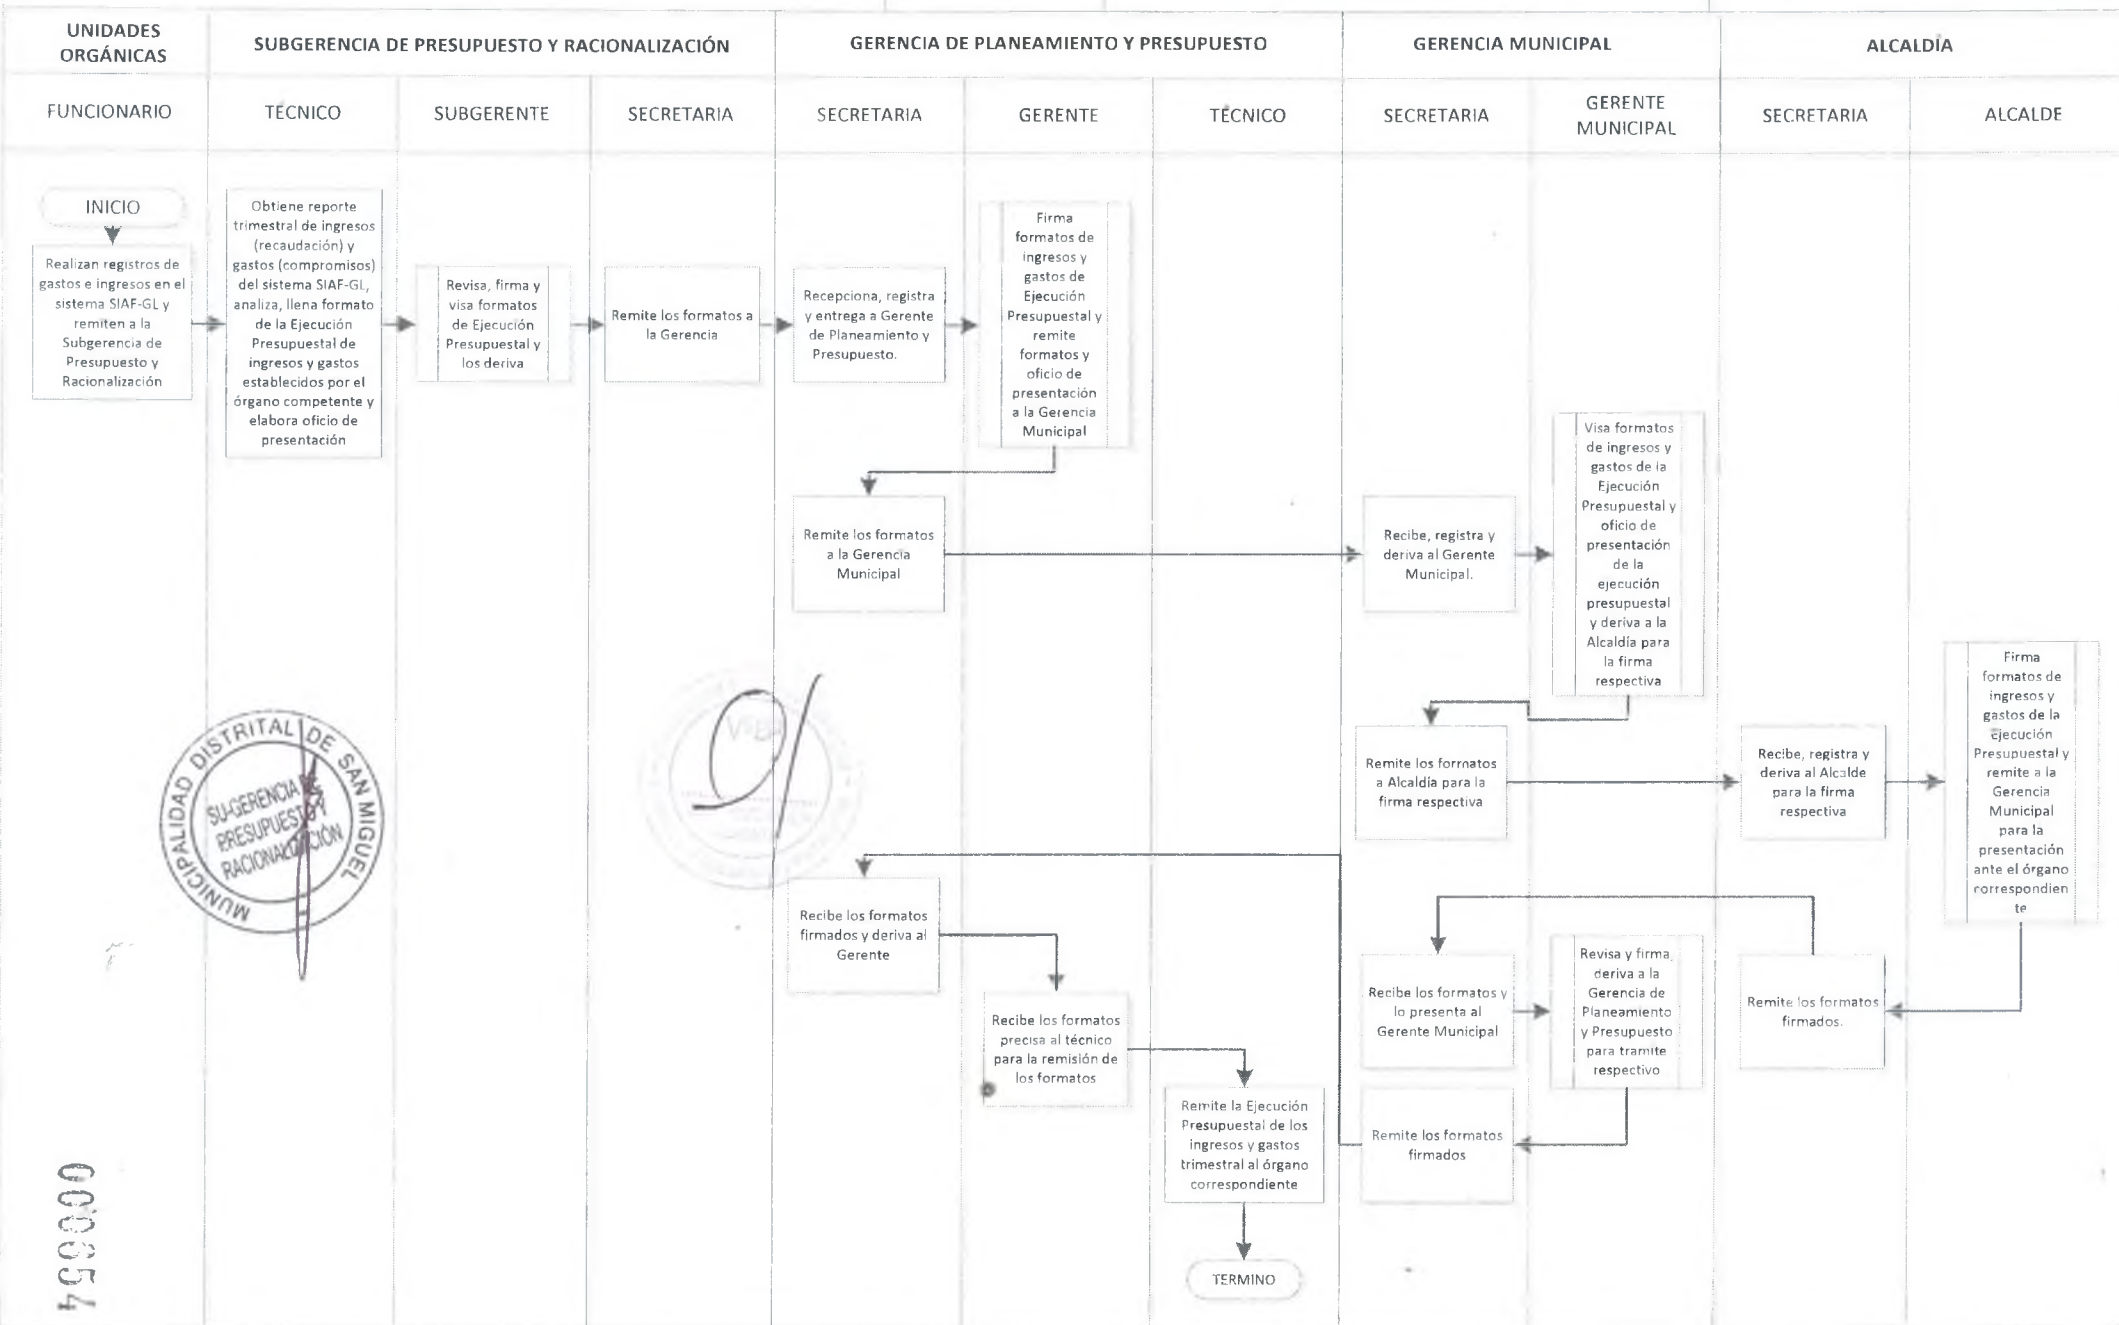 UNIDADES
ORGÁNICAS
SUBGERENCIA DE PRESUPUESTO Y RACIONALIZACIÓN
GERENCIA DE PLANEAMIENTO Y PRESUPUESTO
GERENCIA MUNICIPAL
ALCALDÍA
FUNCIONARIO
TÉCNICO
SUBGERENTE
SECRETARIA
SECRETARIA
GERENTE
TÉCNICO
SECRETARIA
GERENTE
MUNICIPAL
SECRETARIA
ALCALDE
INICIO
Realizan registros de
gastos e ingresos en el
sistema SIAF-GL y
remiten a la
Subgerencia de
Presupuesto y
Racionalización
Obtiene reporte
trimestral de ingresos
(recaudación) y
gastos (compromisos)
del sistema SIAF-GL,
analiza, llena formato
de la Ejecución
Presupuestal de
ingresos y gastos
establecidos por el
órgano competente y
elabora oficio de
presentación
Revisa, firma y
visa formatos
de Ejecución
Presupuestal y
los deriva
Remite los formatos a
la Gerencia
Recepciona, registra
y entrega a Gerente
de Planeamiento y
Presupuesto.
Firma
formatos de
ingresos y
gastos de
Ejecución
Presupuestal y
remite
formatos y
oficio de
presentación
a la Gerencia
Municipal
Remite los formatos
a la Gerencia
Municipal
Recibe, registra y
deriva al Gerente
Municipal.
Visa formatos
de ingresos y
gastos de la
Ejecución
Presupuestal y
oficio de
presentación
de la
ejecución
presupuestal
y deriva a la
Alcaldía para
la firma
respectiva
Remite los formatos
a Alcaldía para la
firma respectiva
Recibe, registra y
deriva al Alcalde
para la firma
respectiva
Firma
formatos de
ingresos y
gastos de la
ejecución
Presupuestal y
remite a la
Gerencia
Municipal
para la
presentación
ante el órgano
correspondien
te
Remite los formatos
firmados.
Recibe los formatos y
lo presenta al
Gerente Municipal
Revisa y firma,
deriva a la
Gerencia de
Planeamiento
y Presupuesto
para tramite
respectivo
Remite los formatos
firmados
Recibe los formatos
firmados y deriva al
Gerente
Recibe los formatos
precisa al técnico
para la remisión de
los formatos
Remite la Ejecución
Presupuestal de los
ingresos y gastos
trimestral al órgano
correspondiente
TERMINO
MUNICIPALIDAD DISTRITAL DE SAN MIGUEL
SU-GERENCIA DE
PRESUPUESTO Y
RACIONALIZACIÓN
000654